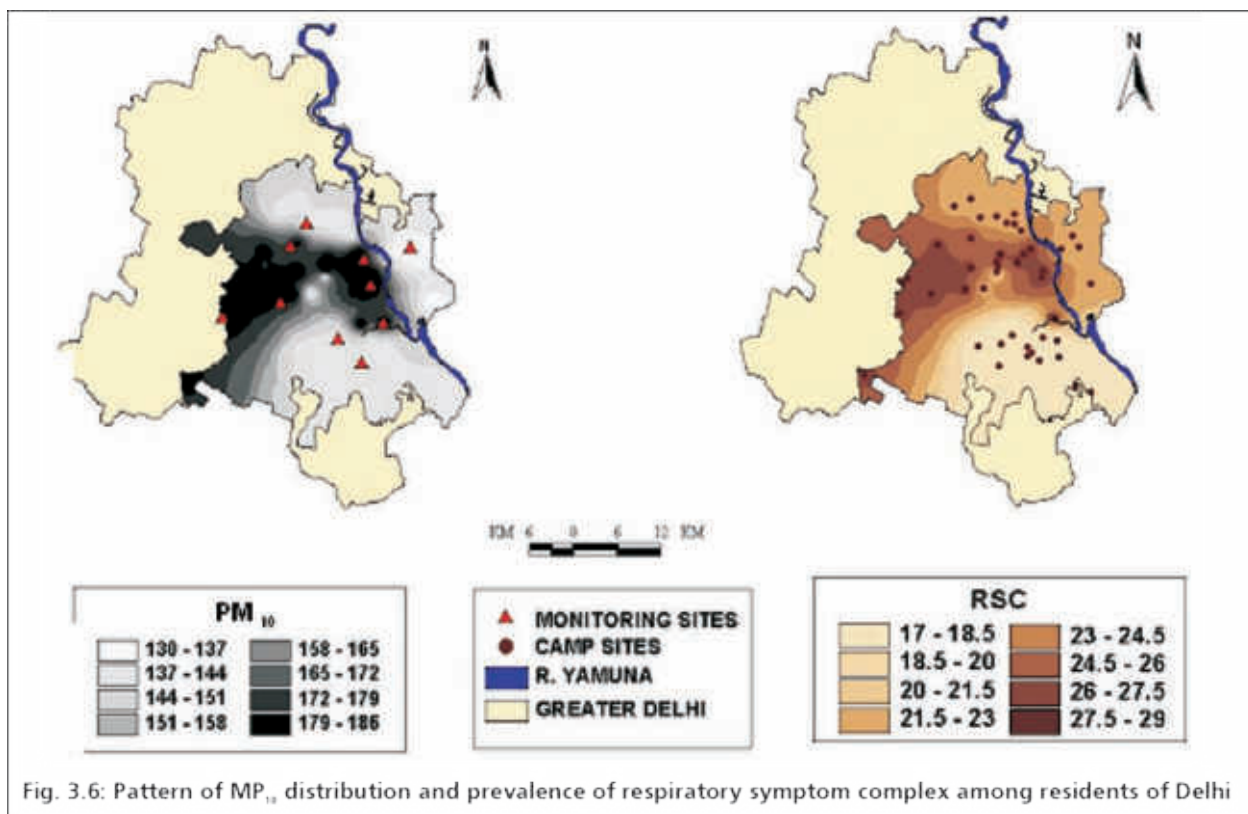 N
N
KM 6 0 6 12 KM
PM 10
130 - 137
137 - 144
144 - 151
151 - 158
158 - 165
165 - 172
172 - 179
179 - 186
MONITORING SITES
CAMP SITES
R. YAMUNA
GREATER DELHI
RSC
17 - 18.5
18.5 - 20
20 - 21.5
21.5 - 23
23 - 24.5
24.5 - 26
26 - 27.5
27.5 - 29
Fig. 3.6: Pattern of MP₁₀ distribution and prevalence of respiratory symptom complex among residents of Delhi